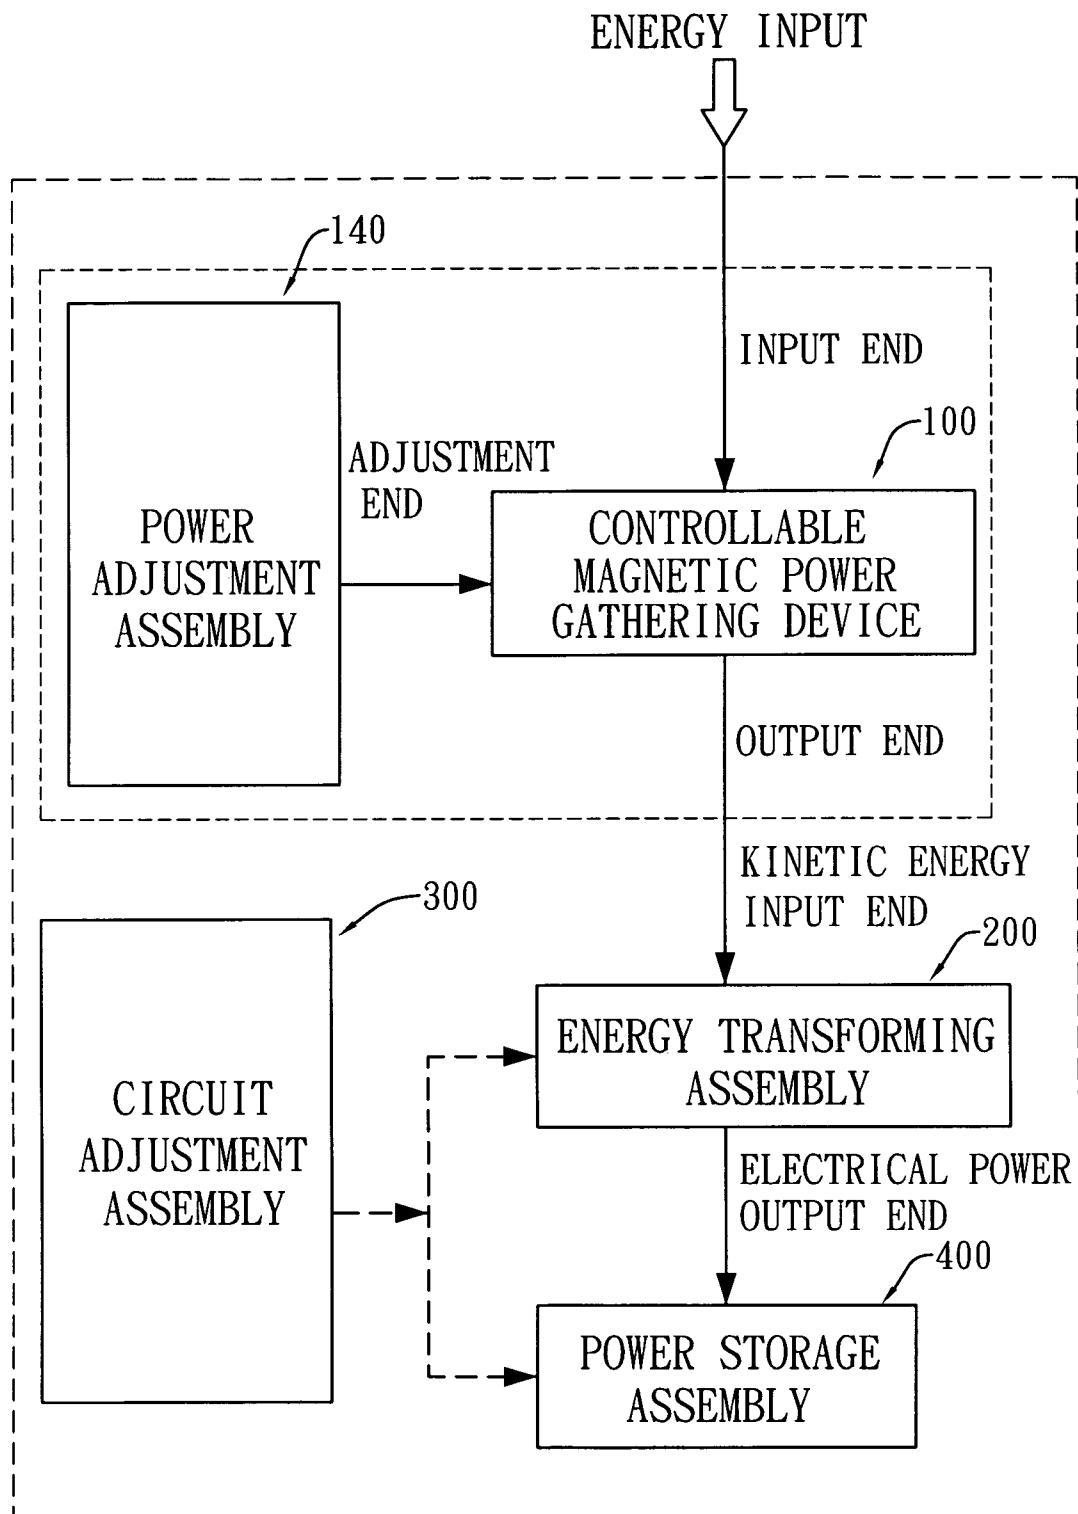 ENERGY INPUT
140
INPUT END
100
ADJUSTMENT
END
POWER
ADJUSTMENT
ASSEMBLY
CONTROLLABLE
MAGNETIC POWER
GATHERING DEVICE
OUTPUT END
KINETIC ENERGY
INPUT END
300
200
ENERGY TRANSFORMING
ASSEMBLY
CIRCUIT
ADJUSTMENT
ASSEMBLY
ELECTRICAL POWER
OUTPUT END
400
POWER STORAGE
ASSEMBLY